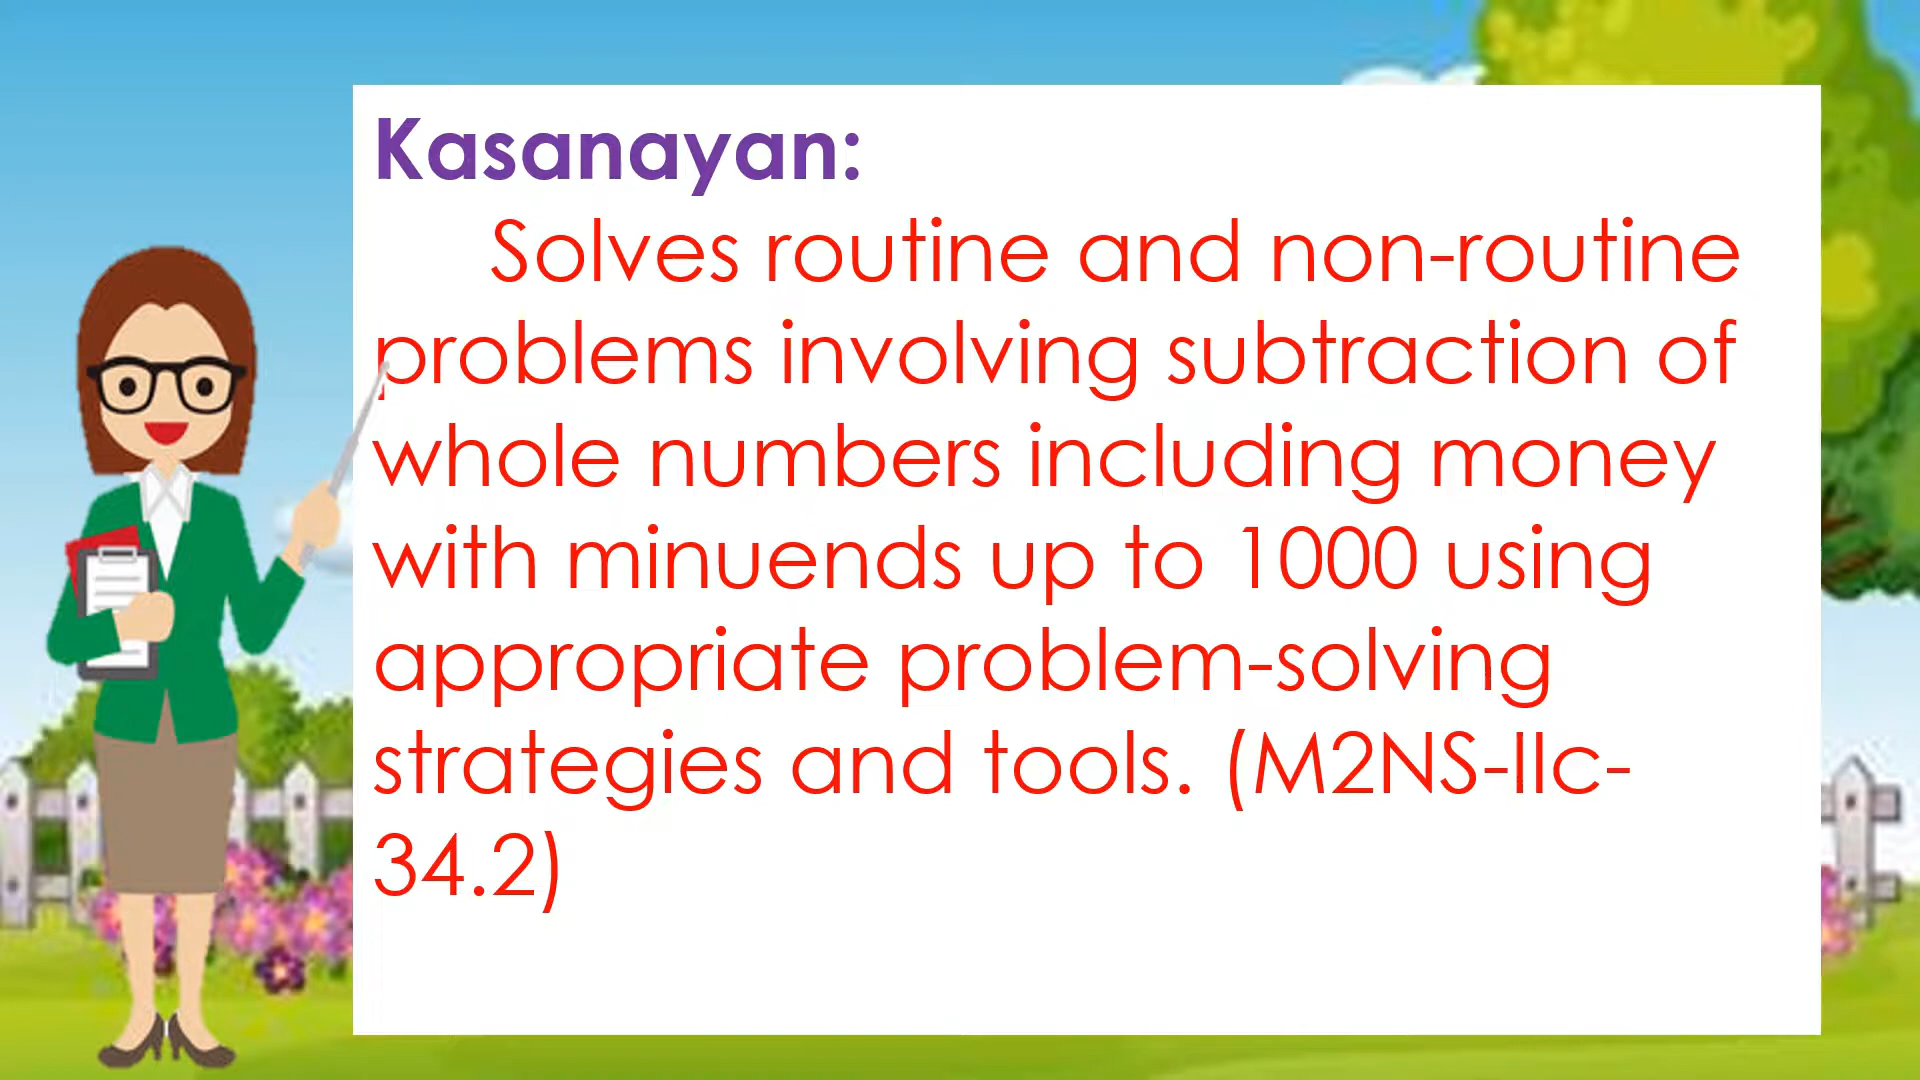 Kasanayan:
Solves routine and non-routine
problems involving subtraction of
whole numbers including money
with minuends up to 1000 using
appropriate problem-solving
strategies and tools. (M2NS-IIc-
34.2)